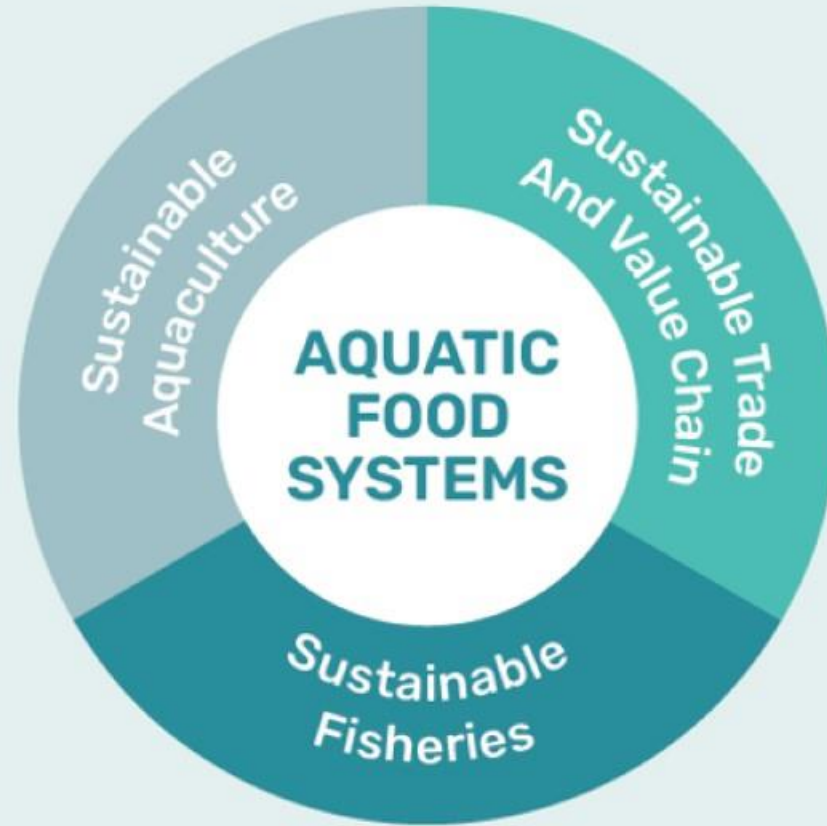 Sustainable
Aquaculture
Sustainable Trade
And Value Chain
AQUATIC
FOOD
SYSTEMS
Sustainable
Fisheries